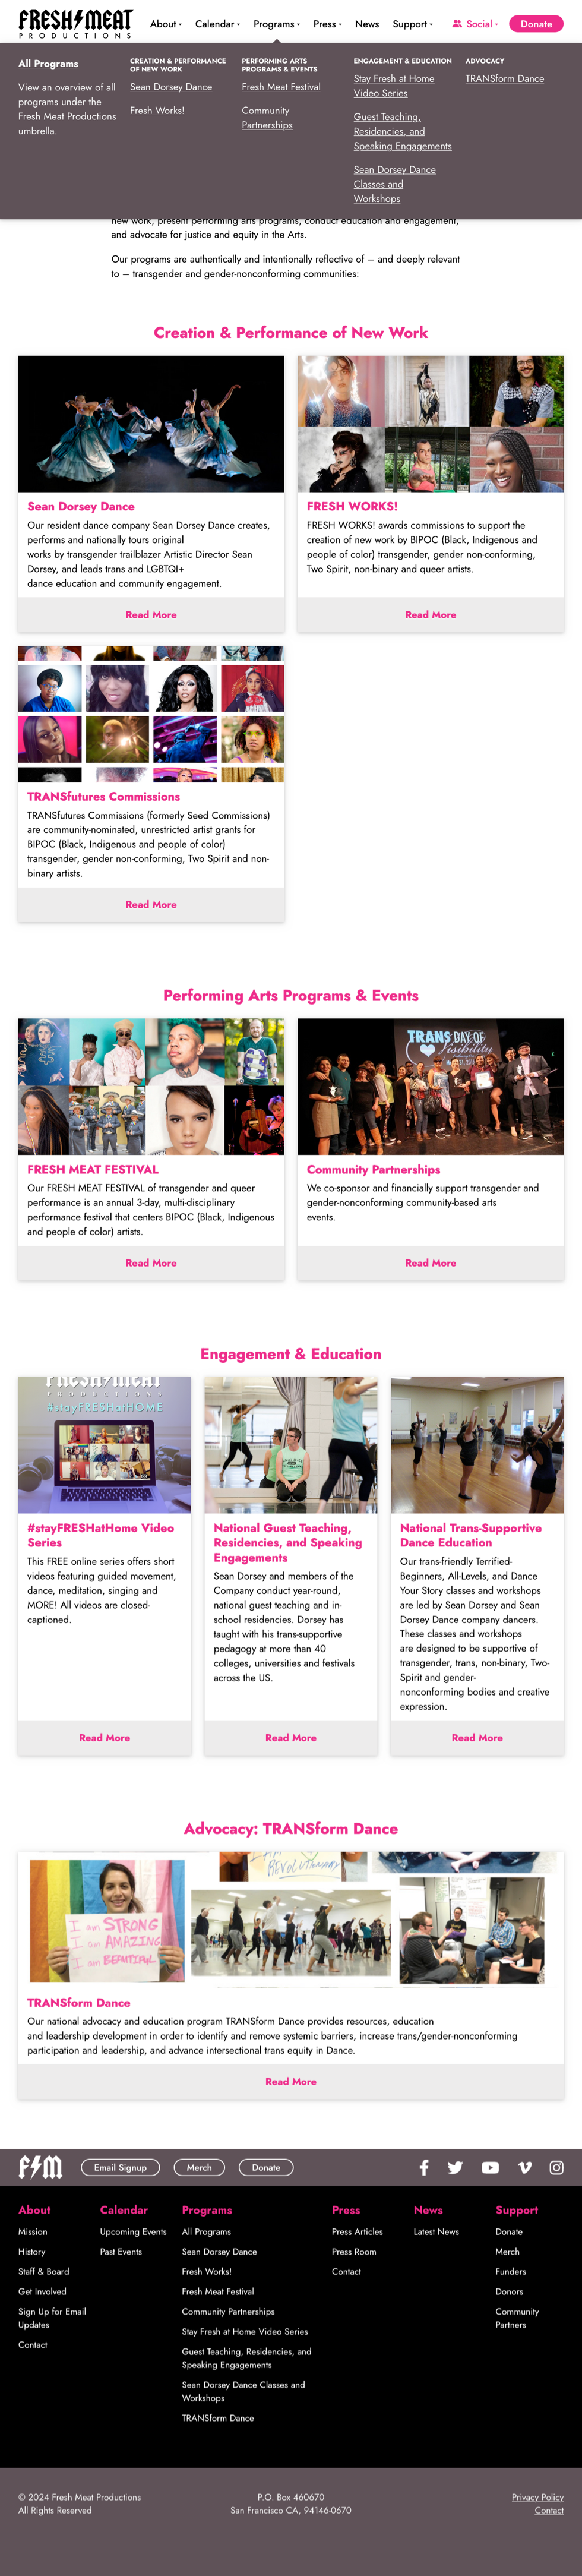 FRESH MEAT
PRODUCTIONS
About
Calendar
Programs
Press
News
Support
Social
Donate
All Programs
View an overview of all
programs under the
Fresh Meat Productions
umbrella.
CREATION & PERFORMANCE
OF NEW WORK
Sean Dorsey Dance
Fresh Works!
PERFORMING ARTS
PROGRAMS & EVENTS
Fresh Meat Festival
Community
Partnerships
ENGAGEMENT & EDUCATION
Stay Fresh at Home
Video Series
Guest Teaching,
Residencies, and
Speaking Engagements
Sean Dorsey Dance
Classes and
Workshops
ADVOCACY
TRANSform Dance
new work, present performing arts programs, conduct education and engagement,
and advocate for justice and equity in the Arts.
Our programs are authentically and intentionally reflective of – and deeply relevant
to – transgender and gender-nonconforming communities:
Creation & Performance of New Work
Sean Dorsey Dance
Our resident dance company Sean Dorsey Dance creates,
performs and nationally tours original
works by transgender trailblazer Artistic Director Sean
Dorsey, and leads trans and LGBTQI+
dance education and community engagement.
Read More
FRESH WORKS!
FRESH WORKS! awards commissions to support the
creation of new work by BIPOC (Black, Indigenous and
people of color) transgender, gender non-conforming,
Two Spirit, non-binary and queer artists.
Read More
TRANSfutures Commissions
TRANSfutures Commissions (formerly Seed Commissions)
are community-nominated, unrestricted artist grants for
BIPOC (Black, Indigenous and people of color)
transgender, gender non-conforming, Two Spirit and non-
binary artists.
Read More
Performing Arts Programs & Events
TRANS DAY OF
Visibility
FRESH MEAT FESTIVAL
Our FRESH MEAT FESTIVAL of transgender and queer
performance is an annual 3-day, multi-disciplinary
performance festival that centers BIPOC (Black, Indigenous
and people of color) artists.
Read More
Community Partnerships
We co-sponsor and financially support transgender and
gender-nonconforming community-based arts
events.
Read More
Engagement & Education
FRESH MEAT
PRODUCTIONS
#stayFRESHatHOME
#stayFRESHatHome Video
Series
This FREE online series offers short
videos featuring guided movement,
dance, meditation, singing and
MORE! All videos are closed-
captioned.
Read More
National Guest Teaching,
Residencies, and Speaking
Engagements
Sean Dorsey and members of the
Company conduct year-round,
national guest teaching and in-
school residencies. Dorsey has
taught with his trans-supportive
pedagogy at more than 40
colleges, universities and festivals
across the US.
Read More
National Trans-Supportive
Dance Education
Our trans-friendly Terrified-
Beginners, All-Levels, and Dance
Your Story classes and workshops
are led by Sean Dorsey and Sean
Dorsey Dance company dancers.
These classes and workshops
are designed to be supportive of
transgender, trans, non-binary, Two-
Spirit and gender-
nonconforming bodies and creative
expression.
Read More
Advocacy: TRANSform Dance
I am STRONG
I am AMAZING
I am BEAUTIFUL
I AM
REVOLUTIONARY
TRANSform Dance
Our national advocacy and education program TRANSform Dance provides resources, education
and leadership development in order to identify and remove systemic barriers, increase trans/gender-nonconforming
participation and leadership, and advance intersectional trans equity in Dance.
Read More
F M
Email Signup
Merch
Donate
About
Mission
History
Staff & Board
Get Involved
Sign Up for Email
Updates
Contact
Calendar
Upcoming Events
Past Events
Programs
All Programs
Sean Dorsey Dance
Fresh Works!
Fresh Meat Festival
Community Partnerships
Stay Fresh at Home Video Series
Guest Teaching, Residencies, and
Speaking Engagements
Sean Dorsey Dance Classes and
Workshops
TRANSform Dance
Press
Press Articles
Press Room
Contact
News
Latest News
Support
Donate
Merch
Funders
Donors
Community
Partners
© 2024 Fresh Meat Productions
All Rights Reserved
P.O. Box 460670
San Francisco CA, 94146-0670
Privacy Policy
Contact